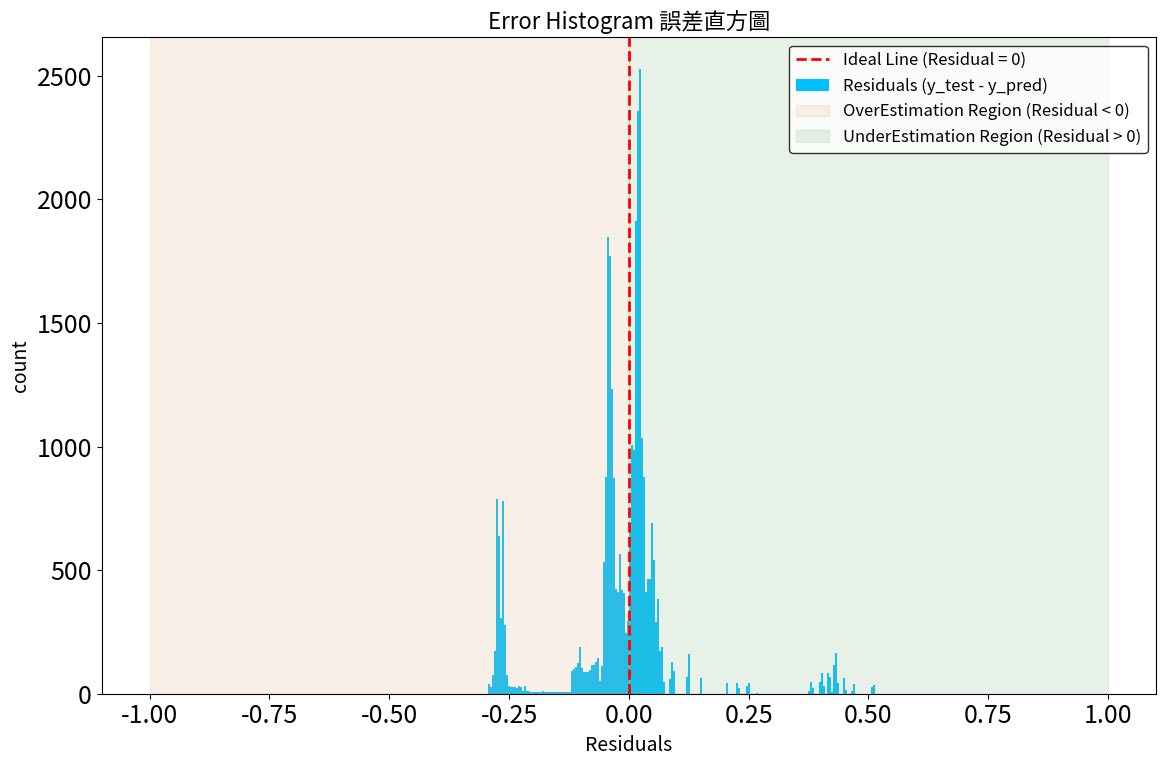 Error Histogram 誤差直方圖
Ideal Line (Residual = 0)
Residuals (y_test - y_pred)
OverEstimation Region (Residual < 0)
UnderEstimation Region (Residual > 0)
count
2500
2000
1500
1000
500
0
-1.00 -0.75 -0.50 -0.25 0.00 0.25 0.50 0.75 1.00
Residuals